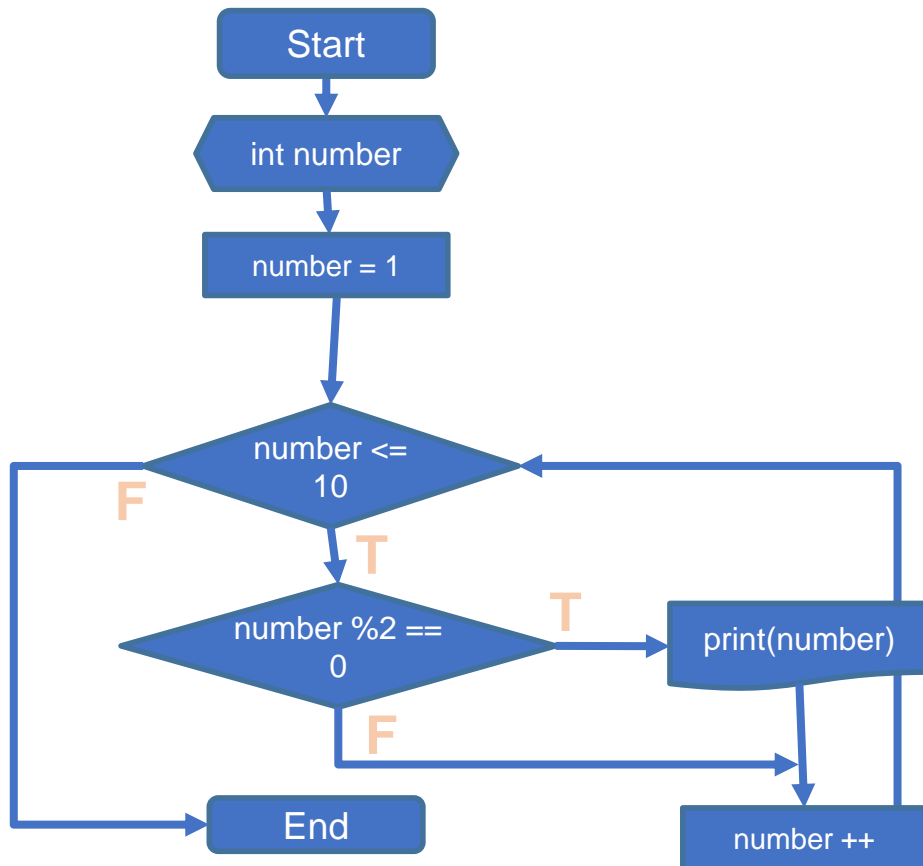 Start
int number
number = 1
number <=
10
F
T
number %2 ==
0
T
print(number)
F
End
number ++